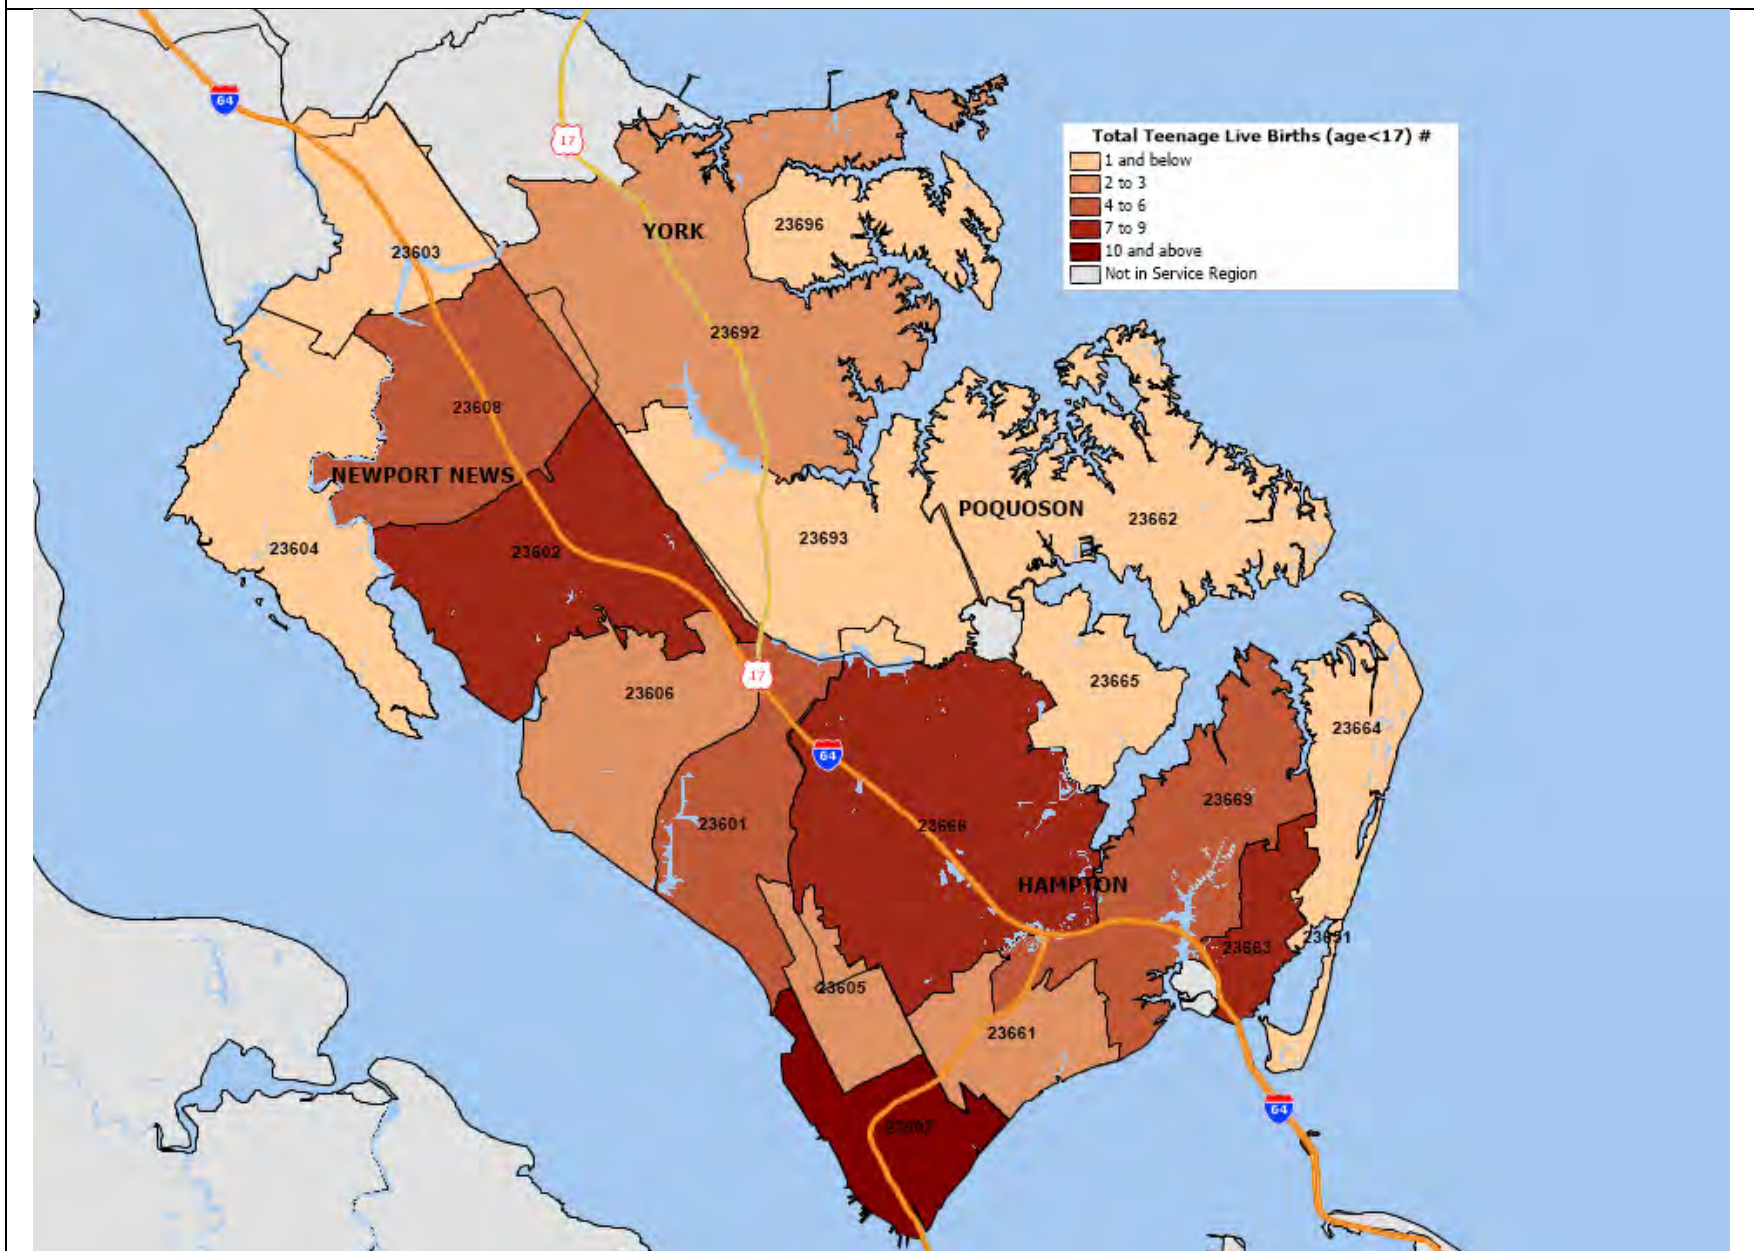 64
17
Total Teenage Live Births (age<17) #
1 and below
2 to 3
4 to 6
7 to 9
10 and above
Not in Service Region
23696
YORK
23603
23692
23608
NEWPORT NEWS
POQUOSON
23662
23693
23604
23602
17
23606
23665
23664
64
23669
23601
23666
HAMPTON
23651
23663
23605
23661
64
23607